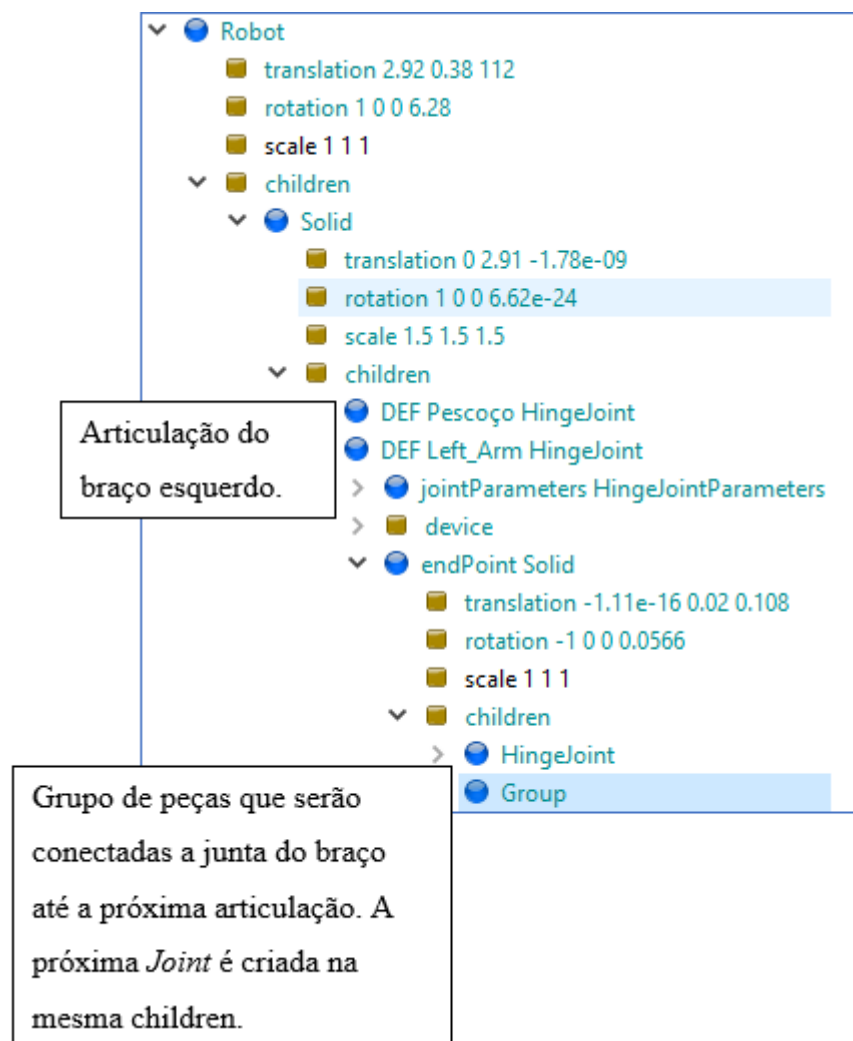 Robot
translation 2.92 0.38 112
rotation 1 0 0 6.28
scale 1 1 1
children
Solid
translation 0 2.91 -1.78e-09
rotation 1 0 0 6.62e-24
scale 1.5 1.5 1.5
children
DEF Pescoço HingeJoint
DEF Left_Arm HingeJoint
jointParameters HingeJointParameters
device
endPoint Solid
translation -1.11e-16 0.02 0.108
rotation -1 0 0 0.0566
scale 1 1 1
children
HingeJoint
Group
Articulação do
braço esquerdo.
Grupo de peças que serão
conectadas a junta do braço
até a próxima articulação. A
próxima Joint é criada na
mesma children.